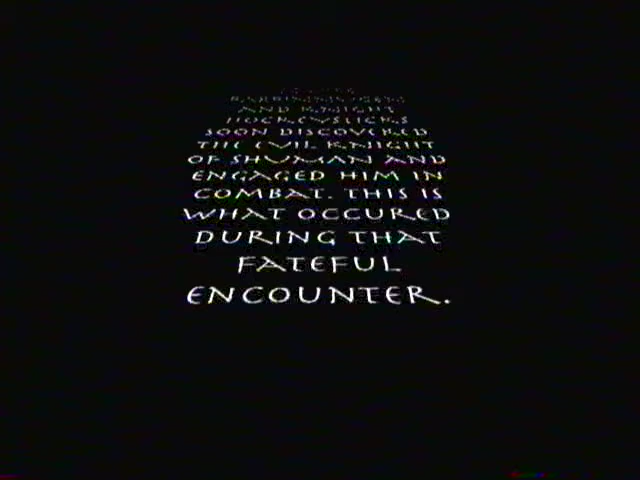 AND KNIGHT
HOCKEYSTICKS
SOON DISCOVERED
THE EVIL KNIGHT
OF SHUMAN AND
ENGAGED HIM IN
COMBAT. THIS IS
WHAT OCCURED
DURING THAT
FATEFUL
ENCOUNTER.